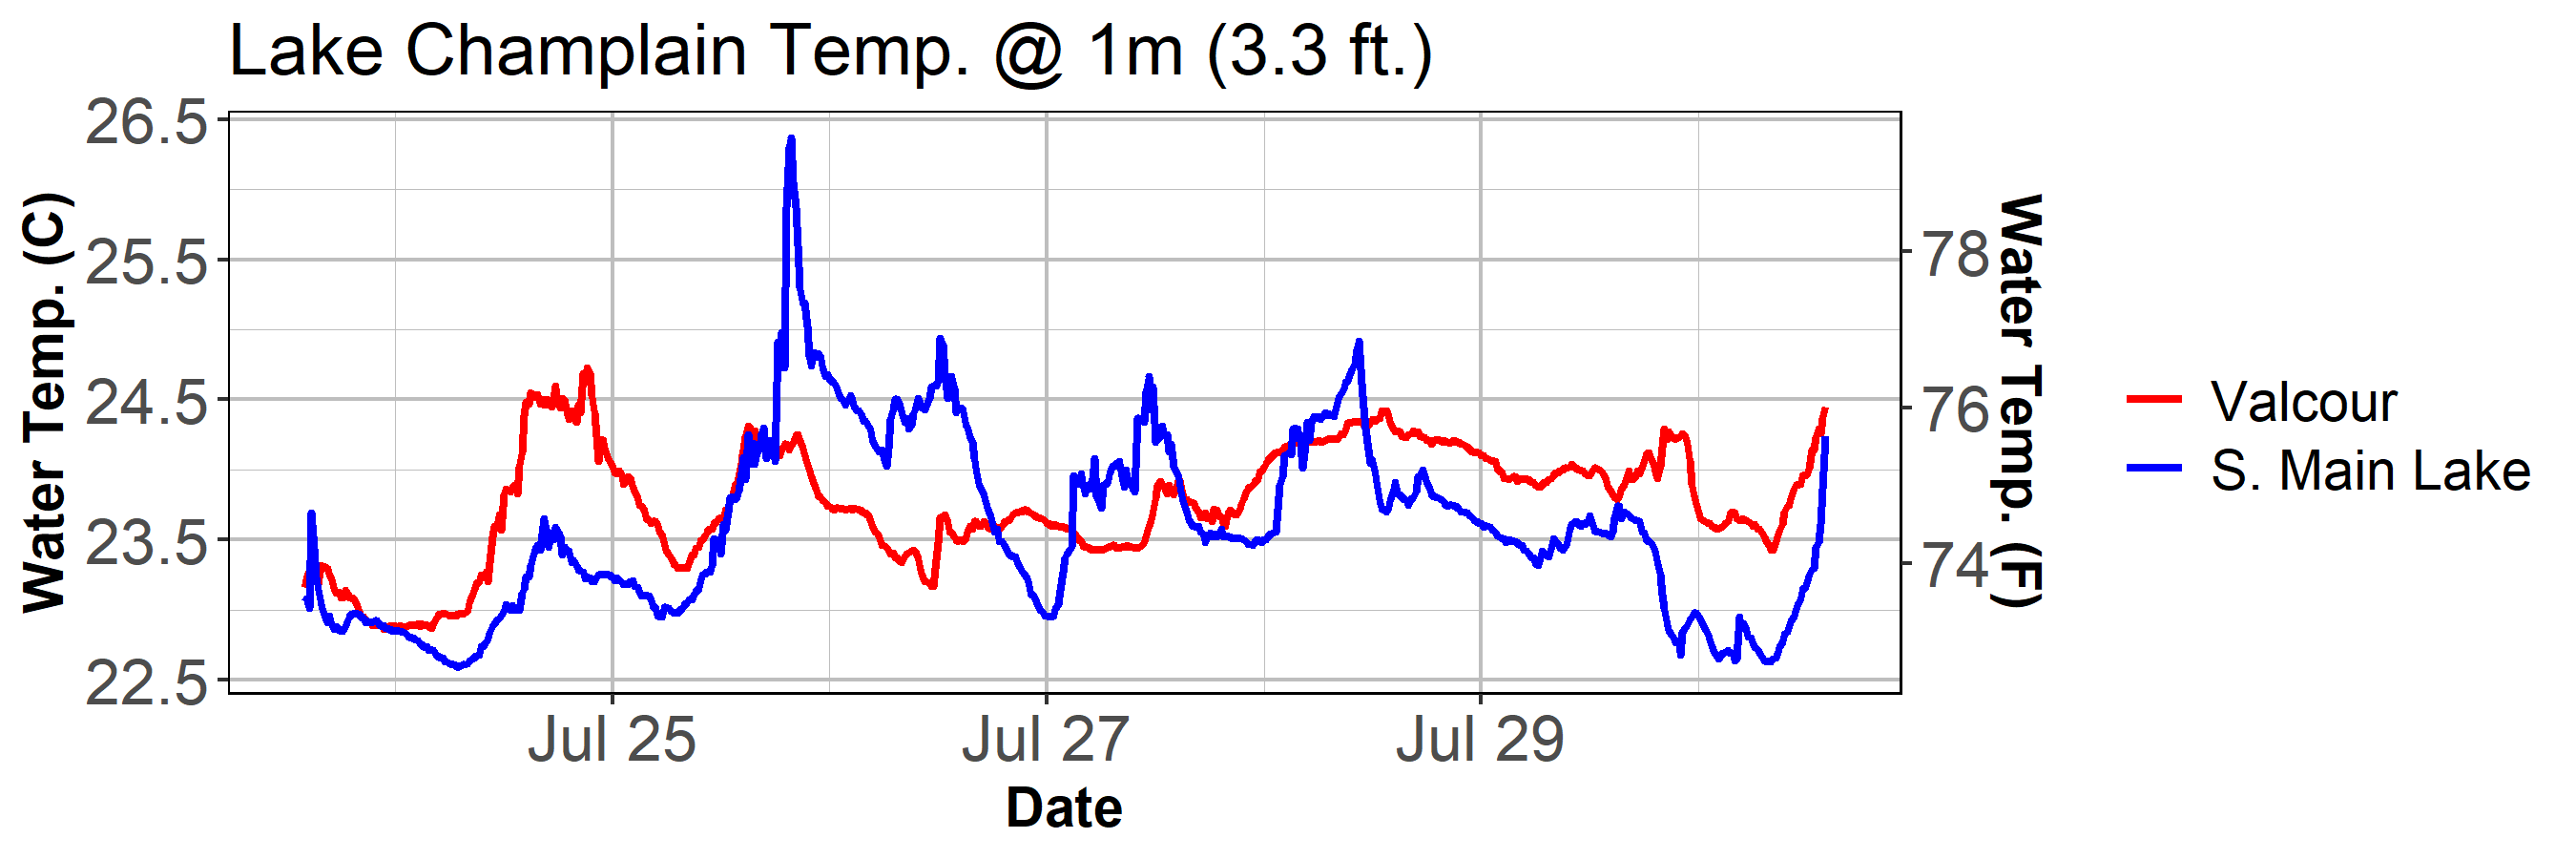 Lake Champlain Temp. @ 1m (3.3 ft.)
Water Temp. (C)
26.5
25.5
24.5
23.5
22.5
Jul 25
Jul 27
Jul 29
Date
78
76
74
Water Temp. (F)
Valcour
S. Main Lake